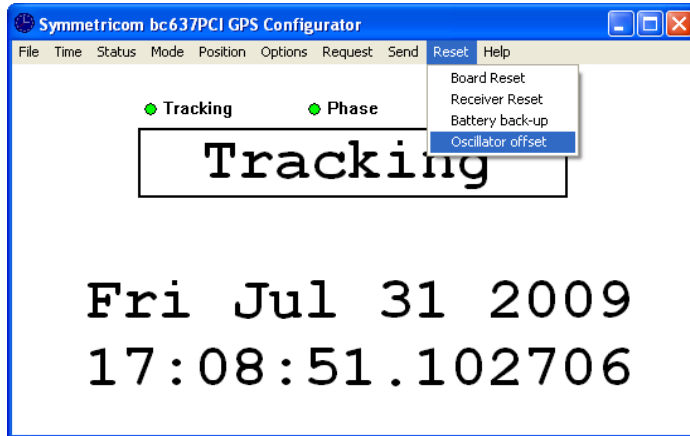 Symmetricom bc637PCI GPS Configurator
File Time Status Mode Position Options Request Send Reset Help
Board Reset
Receiver Reset
Battery back-up
Oscillator offset
Tracking Phase
Tracking
Fri Jul 31 2009
17:08:51.102706